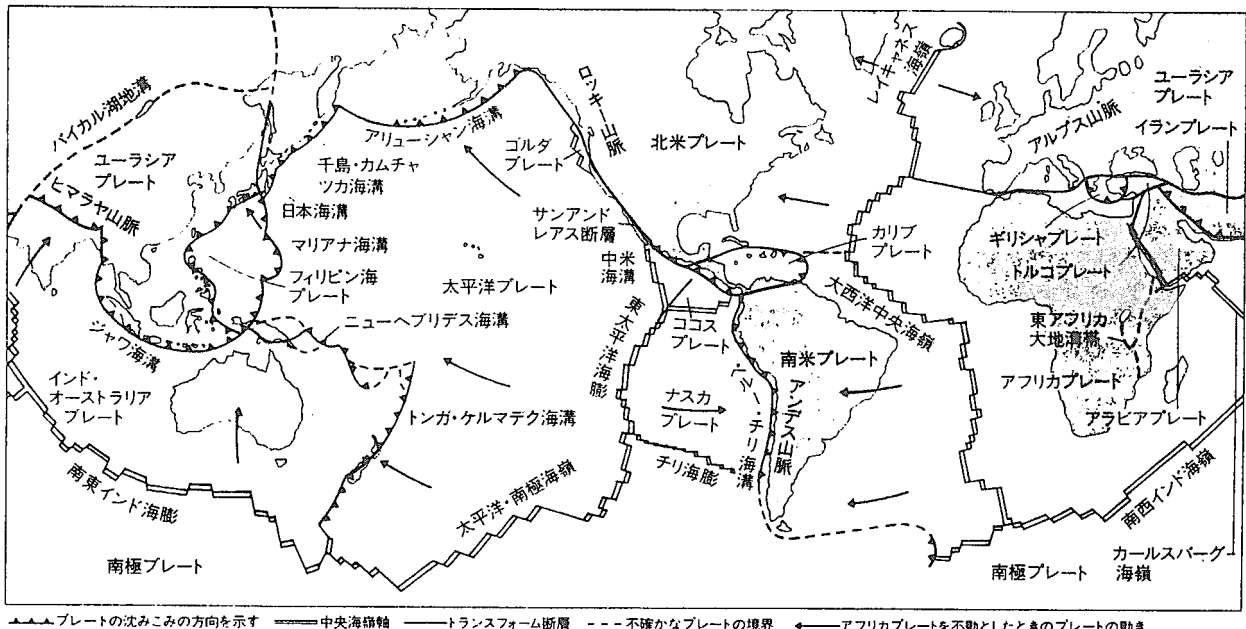 バイカル湖地溝
ユーラシア
プレート
ヒマラヤ山脈
アリューシャン海溝
千島・カムチャ
ツカ海溝
日本海溝
マリアナ海溝
フィリピン海
プレート
太平洋プレート
ニューヘブリデス海溝
ジャワ海溝
インド・
オーストラリア
プレート
トンガ・ケルマデク海溝
南東インド海膨
太平洋・南極海嶺
南極プレート
ロッキー山脈
ゴルダ
プレート
北米プレート
サンアンド
レアス断層
中米
海溝
カリブ
プレート
東太平洋海膨
ココス
プレート
大西洋中央海嶺
ナスカ
プレート
南米プレート
ペルー・チリ海溝
アンデス山脈
チリ海膨
レイキャネス
海嶺
ユーラシア
プレート
アルプス山脈
イランプレート
ギリシャプレート
トルコプレート
東アフリカ
大地溝帯
アフリカプレート
アラビアプレート
南西インド海嶺
南極プレート
カールスバーグ
海嶺
プレートの沈みこみの方向を示す 中央海嶺軸 トランスフォーム断層 不確かなプレートの境界 アフリカプレートを不動としたときのプレートの動き